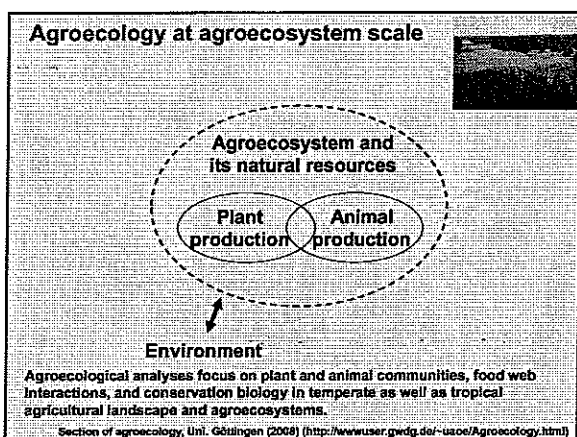 Agroecology at agroecosystem scale
Agroecosystem and
its natural resources
Plant
production
Animal
production
Environment
Agroecological analyses focus on plant and animal communities, food web
interactions, and conservation biology in temperate as well as tropical
agricultural landscape and agroecosystems.
Section of agroecology, Uni. Göttingen (2008) (http://wwwuser.gwdg.de/~uaoe/Agroecology.html)